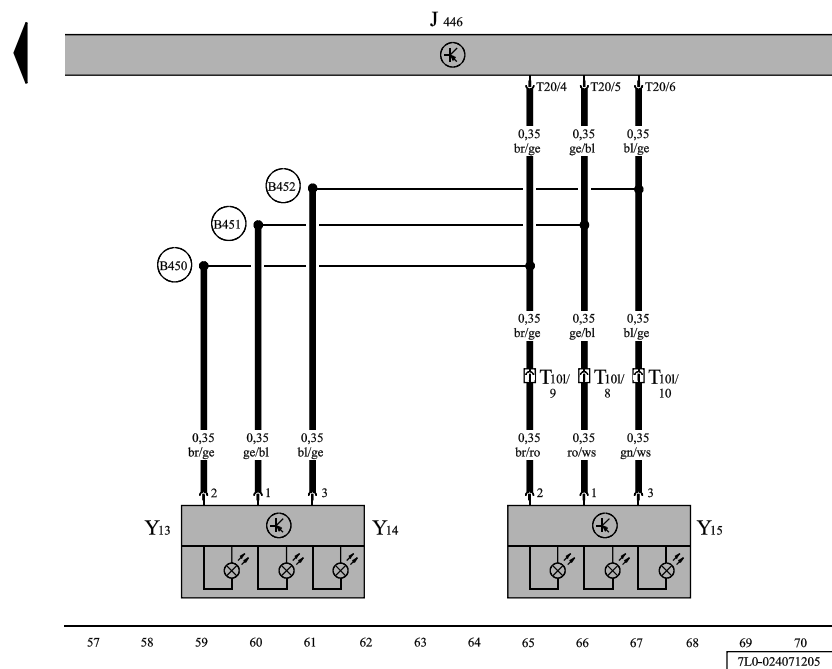 J 446
T20/4 T20/5 T20/6
0,35 0,35 0,35
br/ge ge/bl bl/ge
B452
B451
B450
0,35 0,35 0,35
br/ge ge/bl bl/ge
T10l/ T10l/ T10l/
9 8 10
0,35 0,35 0,35 0,35 0,35 0,35
br/ge ge/bl bl/ge br/ro ro/ws gn/ws
2 1 3 2 1 3
Y13 Y14 Y15
57 58 59 60 61 62 63 64 65 66 67 68 69 70
7L0-024071205